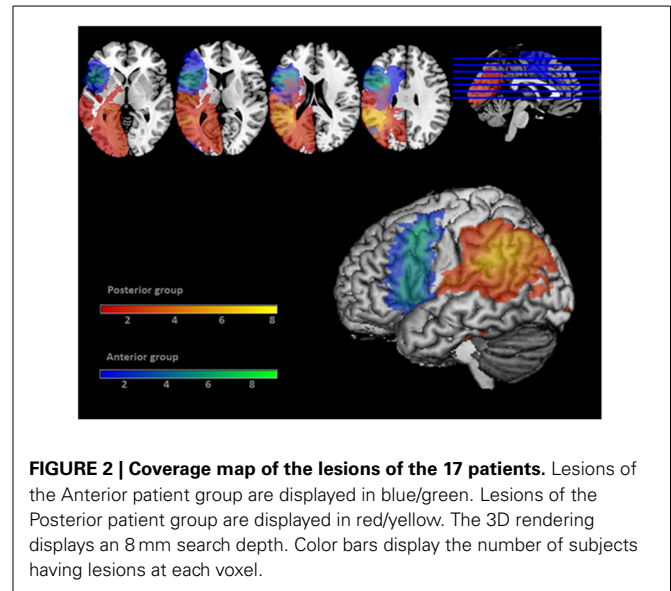 Posterior group
2 4 6 8
Anterior group
2 4 6 8
FIGURE 2 | Coverage map of the lesions of the 17 patients. Lesions of
the Anterior patient group are displayed in blue/green. Lesions of the
Posterior patient group are displayed in red/yellow. The 3D rendering
displays an 8 mm search depth. Color bars display the number of subjects
having lesions at each voxel.